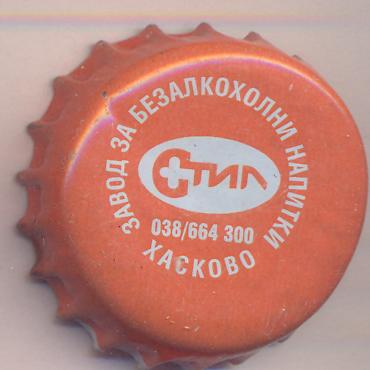 ЗАВОД ЗА БЕЗАЛКОХОЛНИ НАПИТКИ
СТИЛ
038/664 300
ХАСКОВО